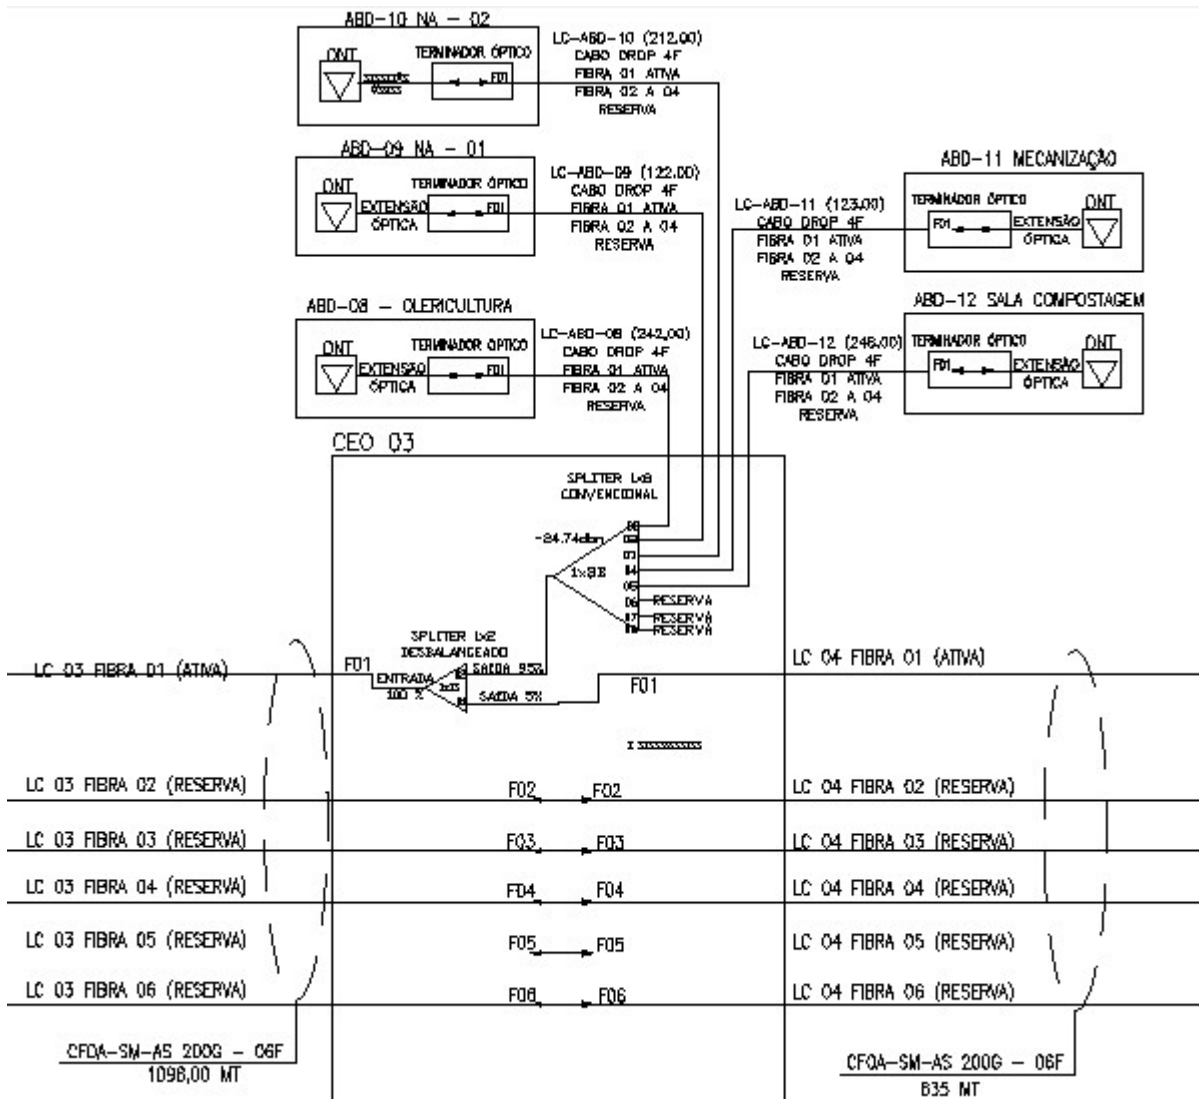 ABD-10 NA - 02
ONT
TERMINADOR ÓPTICO
F01
LC-ABD-10 (212.00)
CABO DROP 4F
FIBRA 01 ATIVA
FIBRA 02 A 04
RESERVA
ABD-09 NA - 01
ONT
TERMINADOR ÓPTICO
EXTENSÃO
ÓPTICA
F01
LC-ABD-09 (122.00)
CABO DROP 4F
FIBRA 01 ATIVA
FIBRA 02 A 04
RESERVA
ABD-11 MECANIZAÇÃO
TERMINADOR ÓPTICO
ONT
F01
EXTENSÃO
ÓPTICA
LC-ABD-11 (123.00)
CABO DROP 4F
FIBRA 01 ATIVA
FIBRA 02 A 04
RESERVA
ABD-08 - OLERICULTURA
ONT
TERMINADOR ÓPTICO
EXTENSÃO
ÓPTICA
F01
LC-ABD-08 (242,00)
CABO DROP 4F
FIBRA 01 ATIVA
FIBRA 02 A 04
RESERVA
ABD-12 SALA COMPOSTAGEM
TERMINADOR ÓPTICO
ONT
F01
EXTENSÃO
ÓPTICA
LC-ABD-12 (246.00)
CABO DROP 4F
FIBRA 01 ATIVA
FIBRA 02 A 04
RESERVA
CEO 03
SPLITER 1x8
CONVENCIONAL
-24.74dbm
02
03
04
05
06 RESERVA
07 RESERVA
RESERVA
SPLITER 1x2
DESBALANCEADO
LC 03 FIBRA 01 (ATIVA)
F01
ENTRADA
100 %
SAÍDA 95%
SAÍDA 5%
F01
LC 04 FIBRA 01 (ATIVA)
LC 03 FIBRA 02 (RESERVA)
F02
F02
LC 04 FIBRA 02 (RESERVA)
LC 03 FIBRA 03 (RESERVA)
F03
F03
LC 04 FIBRA 03 (RESERVA)
LC 03 FIBRA 04 (RESERVA)
F04
F04
LC 04 FIBRA 04 (RESERVA)
LC 03 FIBRA 05 (RESERVA)
F05
F05
LC 04 FIBRA 05 (RESERVA)
LC 03 FIBRA 06 (RESERVA)
F06
F06
LC 04 FIBRA 06 (RESERVA)
CFOA-SM-AS 200G - 06F
1098,00 MT
CFOA-SM-AS 200G - 06F
835 MT